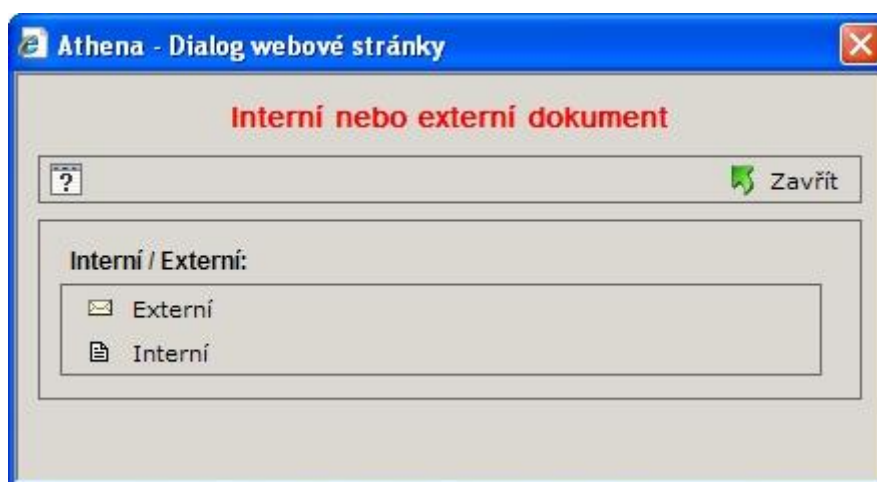 Athena - Dialog webové stránky
Interní nebo externí dokument
? Zavřít
Interní / Externí:
Externí
Interní